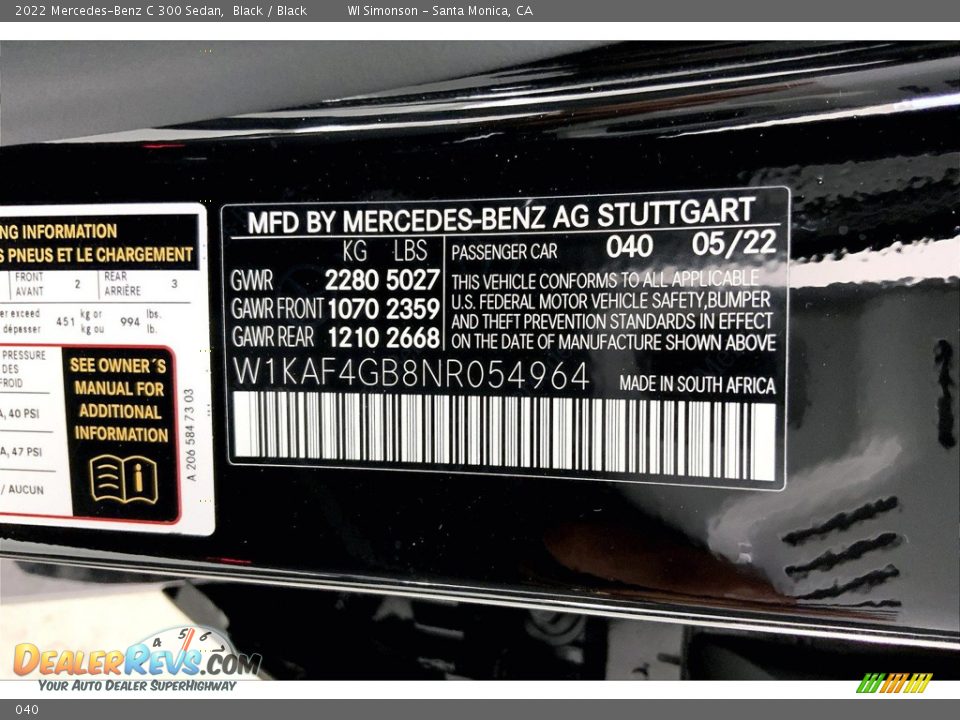 2022 Mercedes-Benz C 300 Sedan, Black / Black WI Simonson - Santa Monica, CA
NG INFORMATION
S PNEUS ET LE CHARGEMENT
FRONT AVANT 2 REAR ARRIÈRE 3
er exceed dépasser 451 kg or kg ou 994 lbs. lb.
PRESSURE
DES
FROID
A, 40 PSI
A, 47 PSI
/ AUCUN
SEE OWNER´S
MANUAL FOR
ADDITIONAL
INFORMATION
A 206 584 73 03
MFD BY MERCEDES-BENZ AG STUTTGART
KG LBS
GWR 2280 5027
GAWR FRONT 1070 2359
GAWR REAR 1210 2668
PASSENGER CAR 040 05/22
THIS VEHICLE CONFORMS TO ALL APPLICABLE
U.S. FEDERAL MOTOR VEHICLE SAFETY,BUMPER
AND THEFT PREVENTION STANDARDS IN EFFECT
ON THE DATE OF MANUFACTURE SHOWN ABOVE
W1KAF4GB8NR054964
MADE IN SOUTH AFRICA
4 5 6
DEALERREVS.COM
YOUR AUTO DEALER SUPERHIGHWAY
040